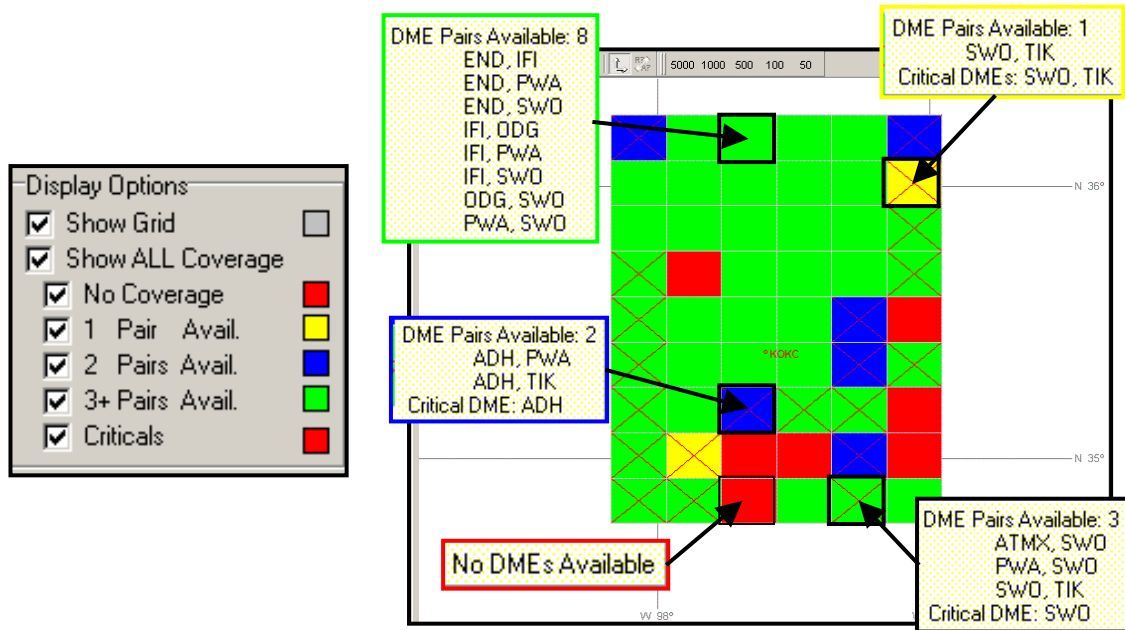 Display Options
Show Grid
Show ALL Coverage
No Coverage
1 Pair Avail.
2 Pairs Avail.
3+ Pairs Avail.
Criticals
DME Pairs Available: 8
END, IFI
END, PWA
END, SWO
IFI, ODG
IFI, PWA
IFI, SWO
ODG, SWO
PWA, SWO
5000 1000 500 100 50
DME Pairs Available: 1
SWO, TIK
Critical DMEs: SWO, TIK
N 36°
DME Pairs Available: 2
ADH, PWA
ADH, TIK
Critical DME: ADH
KOKC
N 35°
No DMEs Available
DME Pairs Available: 3
ATMX, SWO
PWA, SWO
SWO, TIK
Critical DME: SWO
W 98°